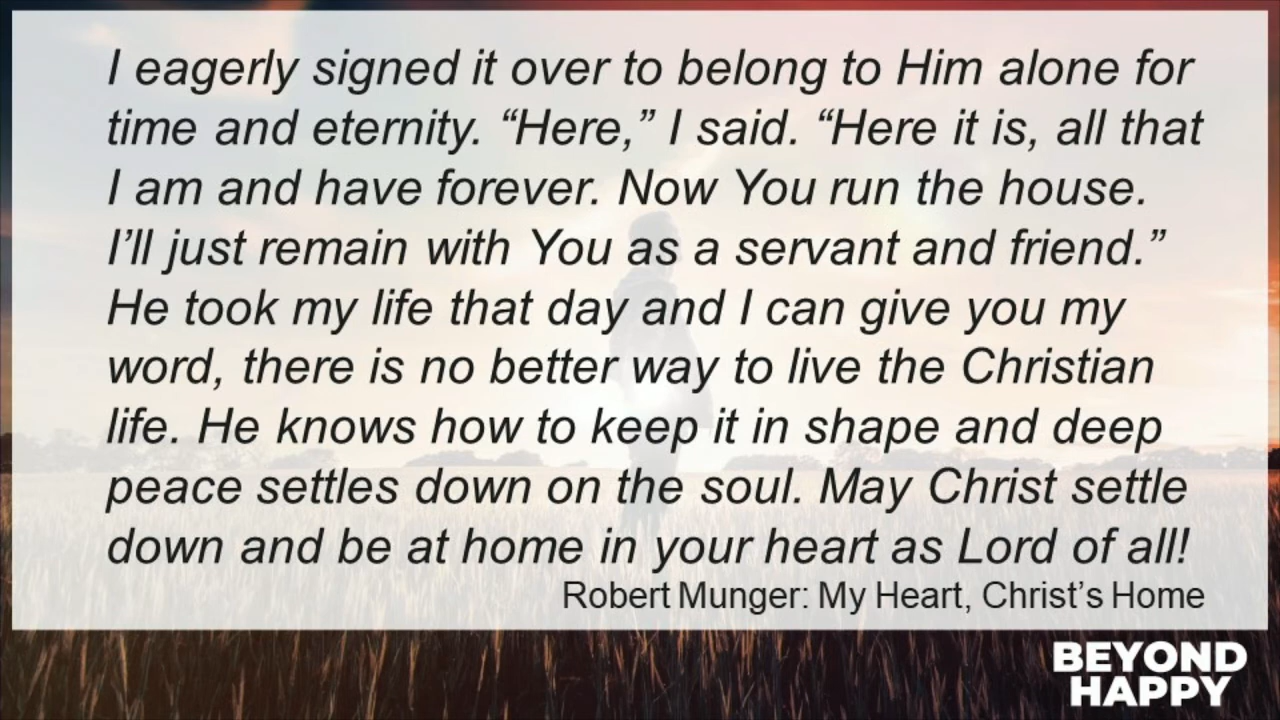 I eagerly signed it over to belong to Him alone for
time and eternity. “Here,” I said. “Here it is, all that
I am and have forever. Now You run the house.
I’ll just remain with You as a servant and friend.”
He took my life that day and I can give you my
word, there is no better way to live the Christian
life. He knows how to keep it in shape and deep
peace settles down on the soul. May Christ settle
down and be at home in your heart as Lord of all!
Robert Munger: My Heart, Christ’s Home
BEYOND
HAPPY